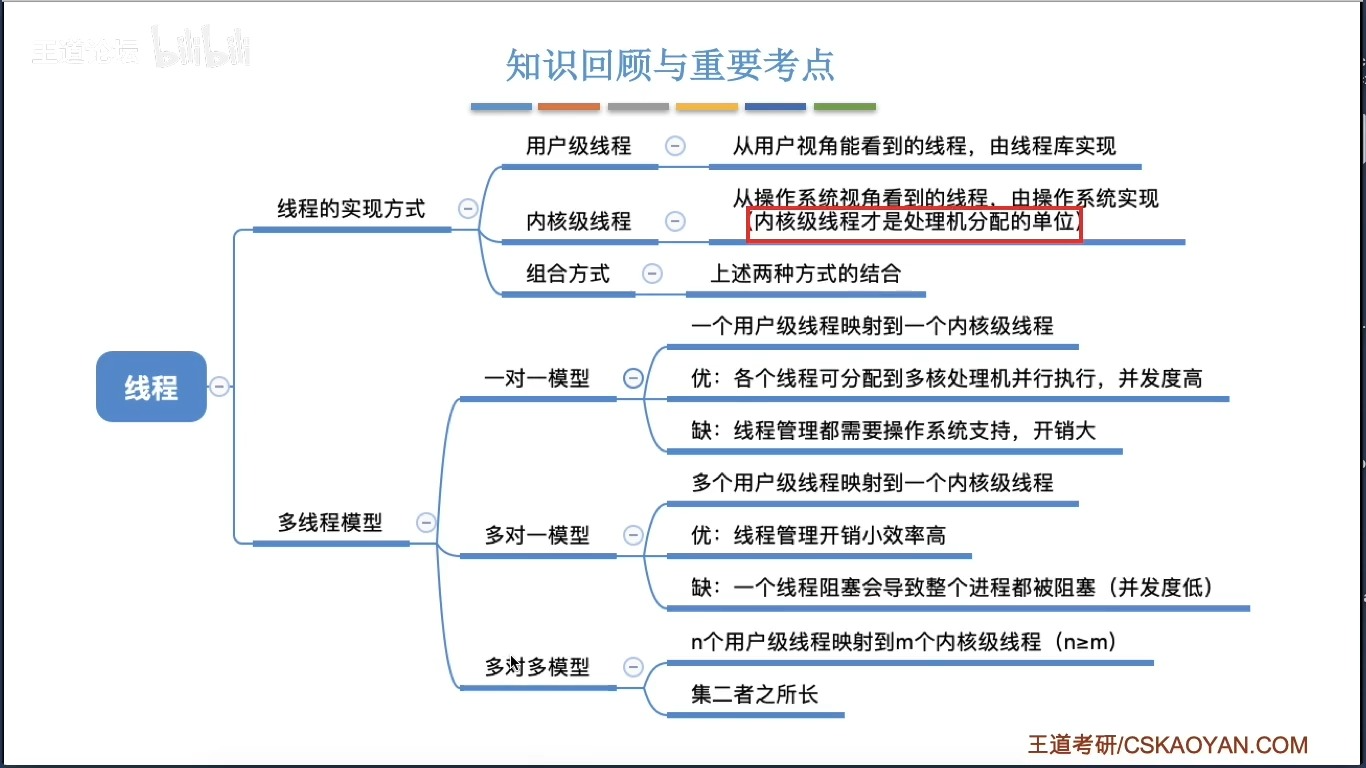 王道论坛 bilibili
知识回顾与重要考点
用户级线程
从用户视角能看到的线程，由线程库实现
线程的实现方式
内核级线程
从操作系统视角看到的线程，由操作系统实现
（内核级线程才是处理机分配的单位）
组合方式
上述两种方式的结合
线程
一对一模型
一个用户级线程映射到一个内核级线程
优：各个线程可分配到多核处理机并行执行，并发度高
缺：线程管理都需要操作系统支持，开销大
多线程模型
多对一模型
多个用户级线程映射到一个内核级线程
优：线程管理开销小效率高
缺：一个线程阻塞会导致整个进程都被阻塞（并发度低）
多对多模型
n个用户级线程映射到m个内核级线程（n≥m）
集二者之所长
王道考研/CSKAOYAN.COM